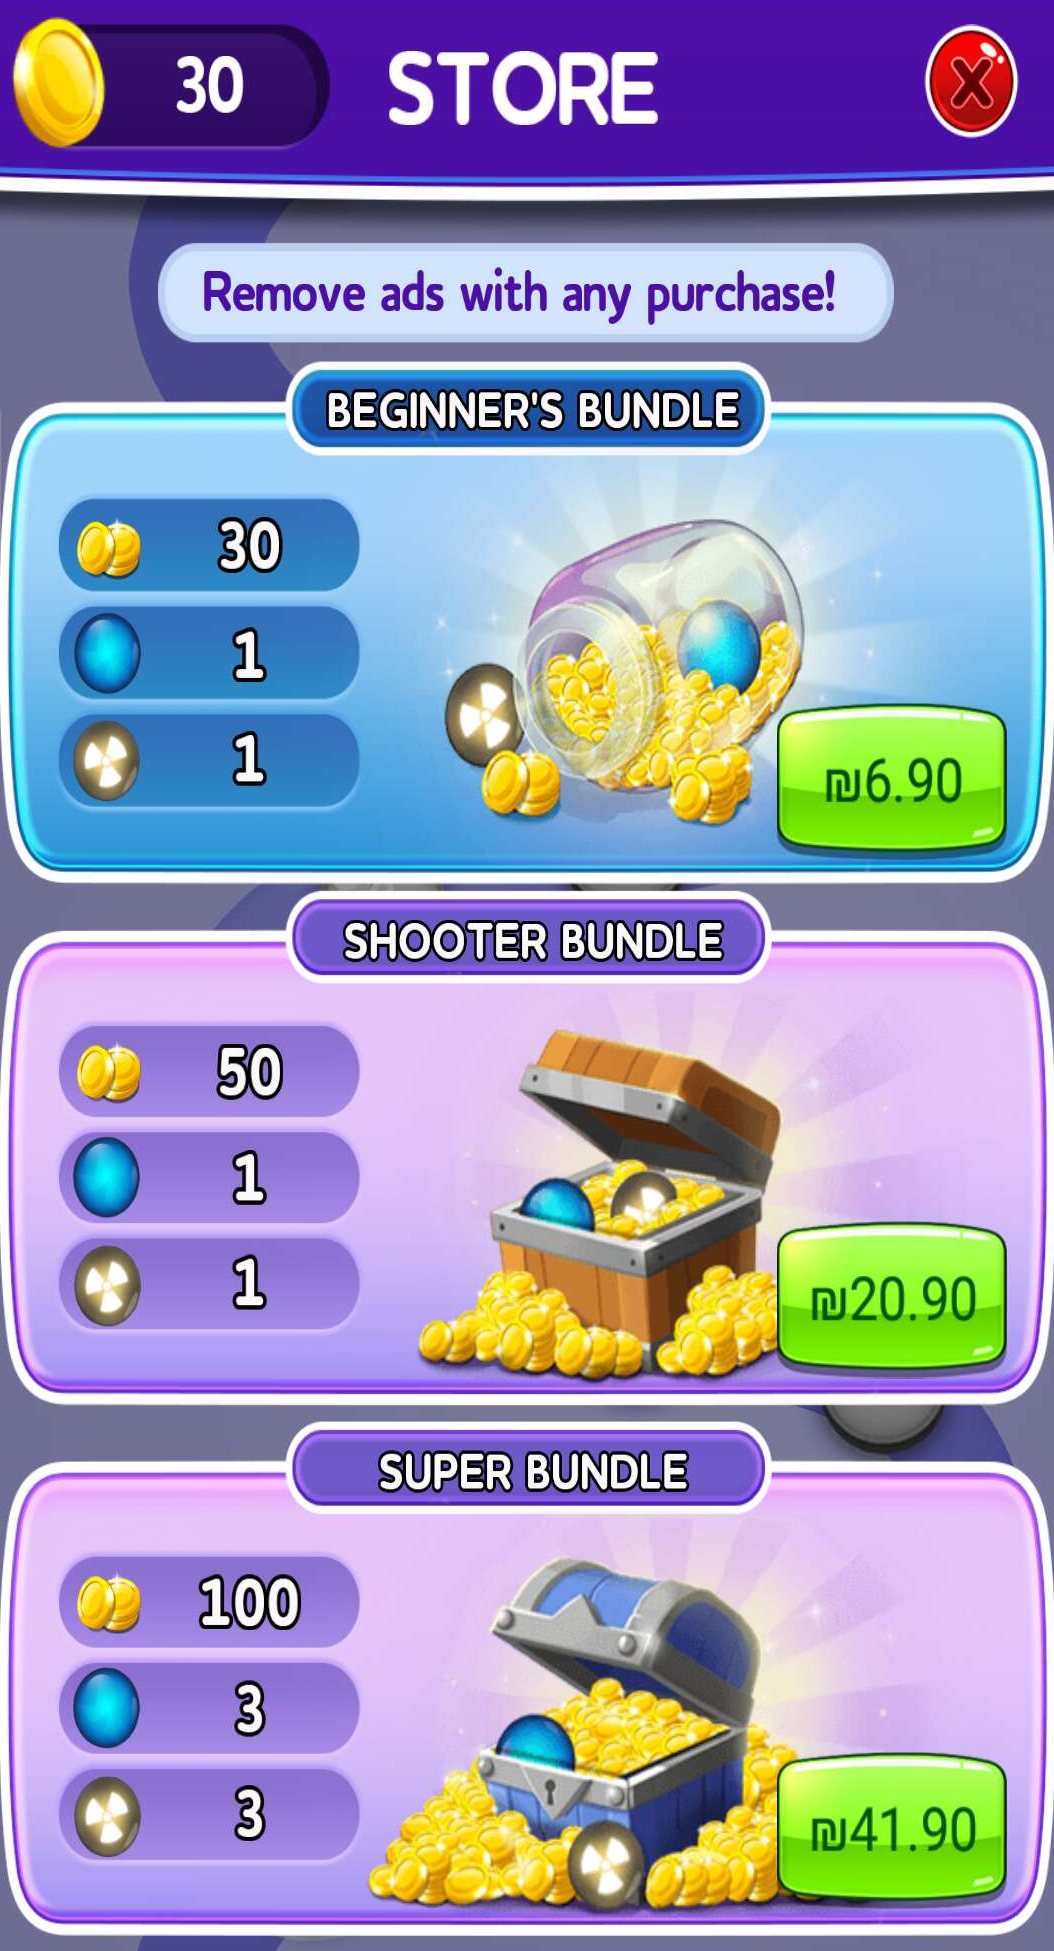 30
STORE
Remove ads with any purchase!
BEGINNER'S BUNDLE
30
1
1
₪6.90
SHOOTER BUNDLE
50
1
1
₪20.90
SUPER BUNDLE
100
3
3
₪41.90